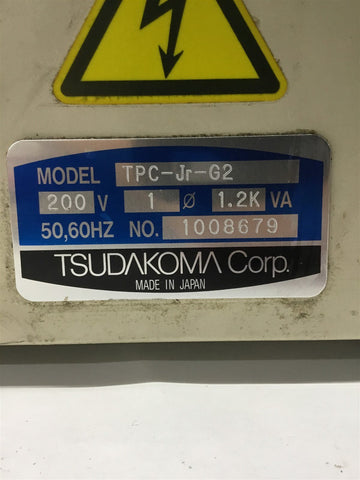 MODEL TPC-Jr-G2
200 V 1 Ø 1.2K VA
50,60HZ NO. 1008679
TSUDAKOMA Corp.
MADE IN JAPAN